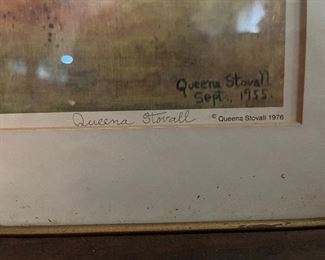 Queena Stovall
Sept., 1955.
Queena Stovall
© Queena Stovall 1976